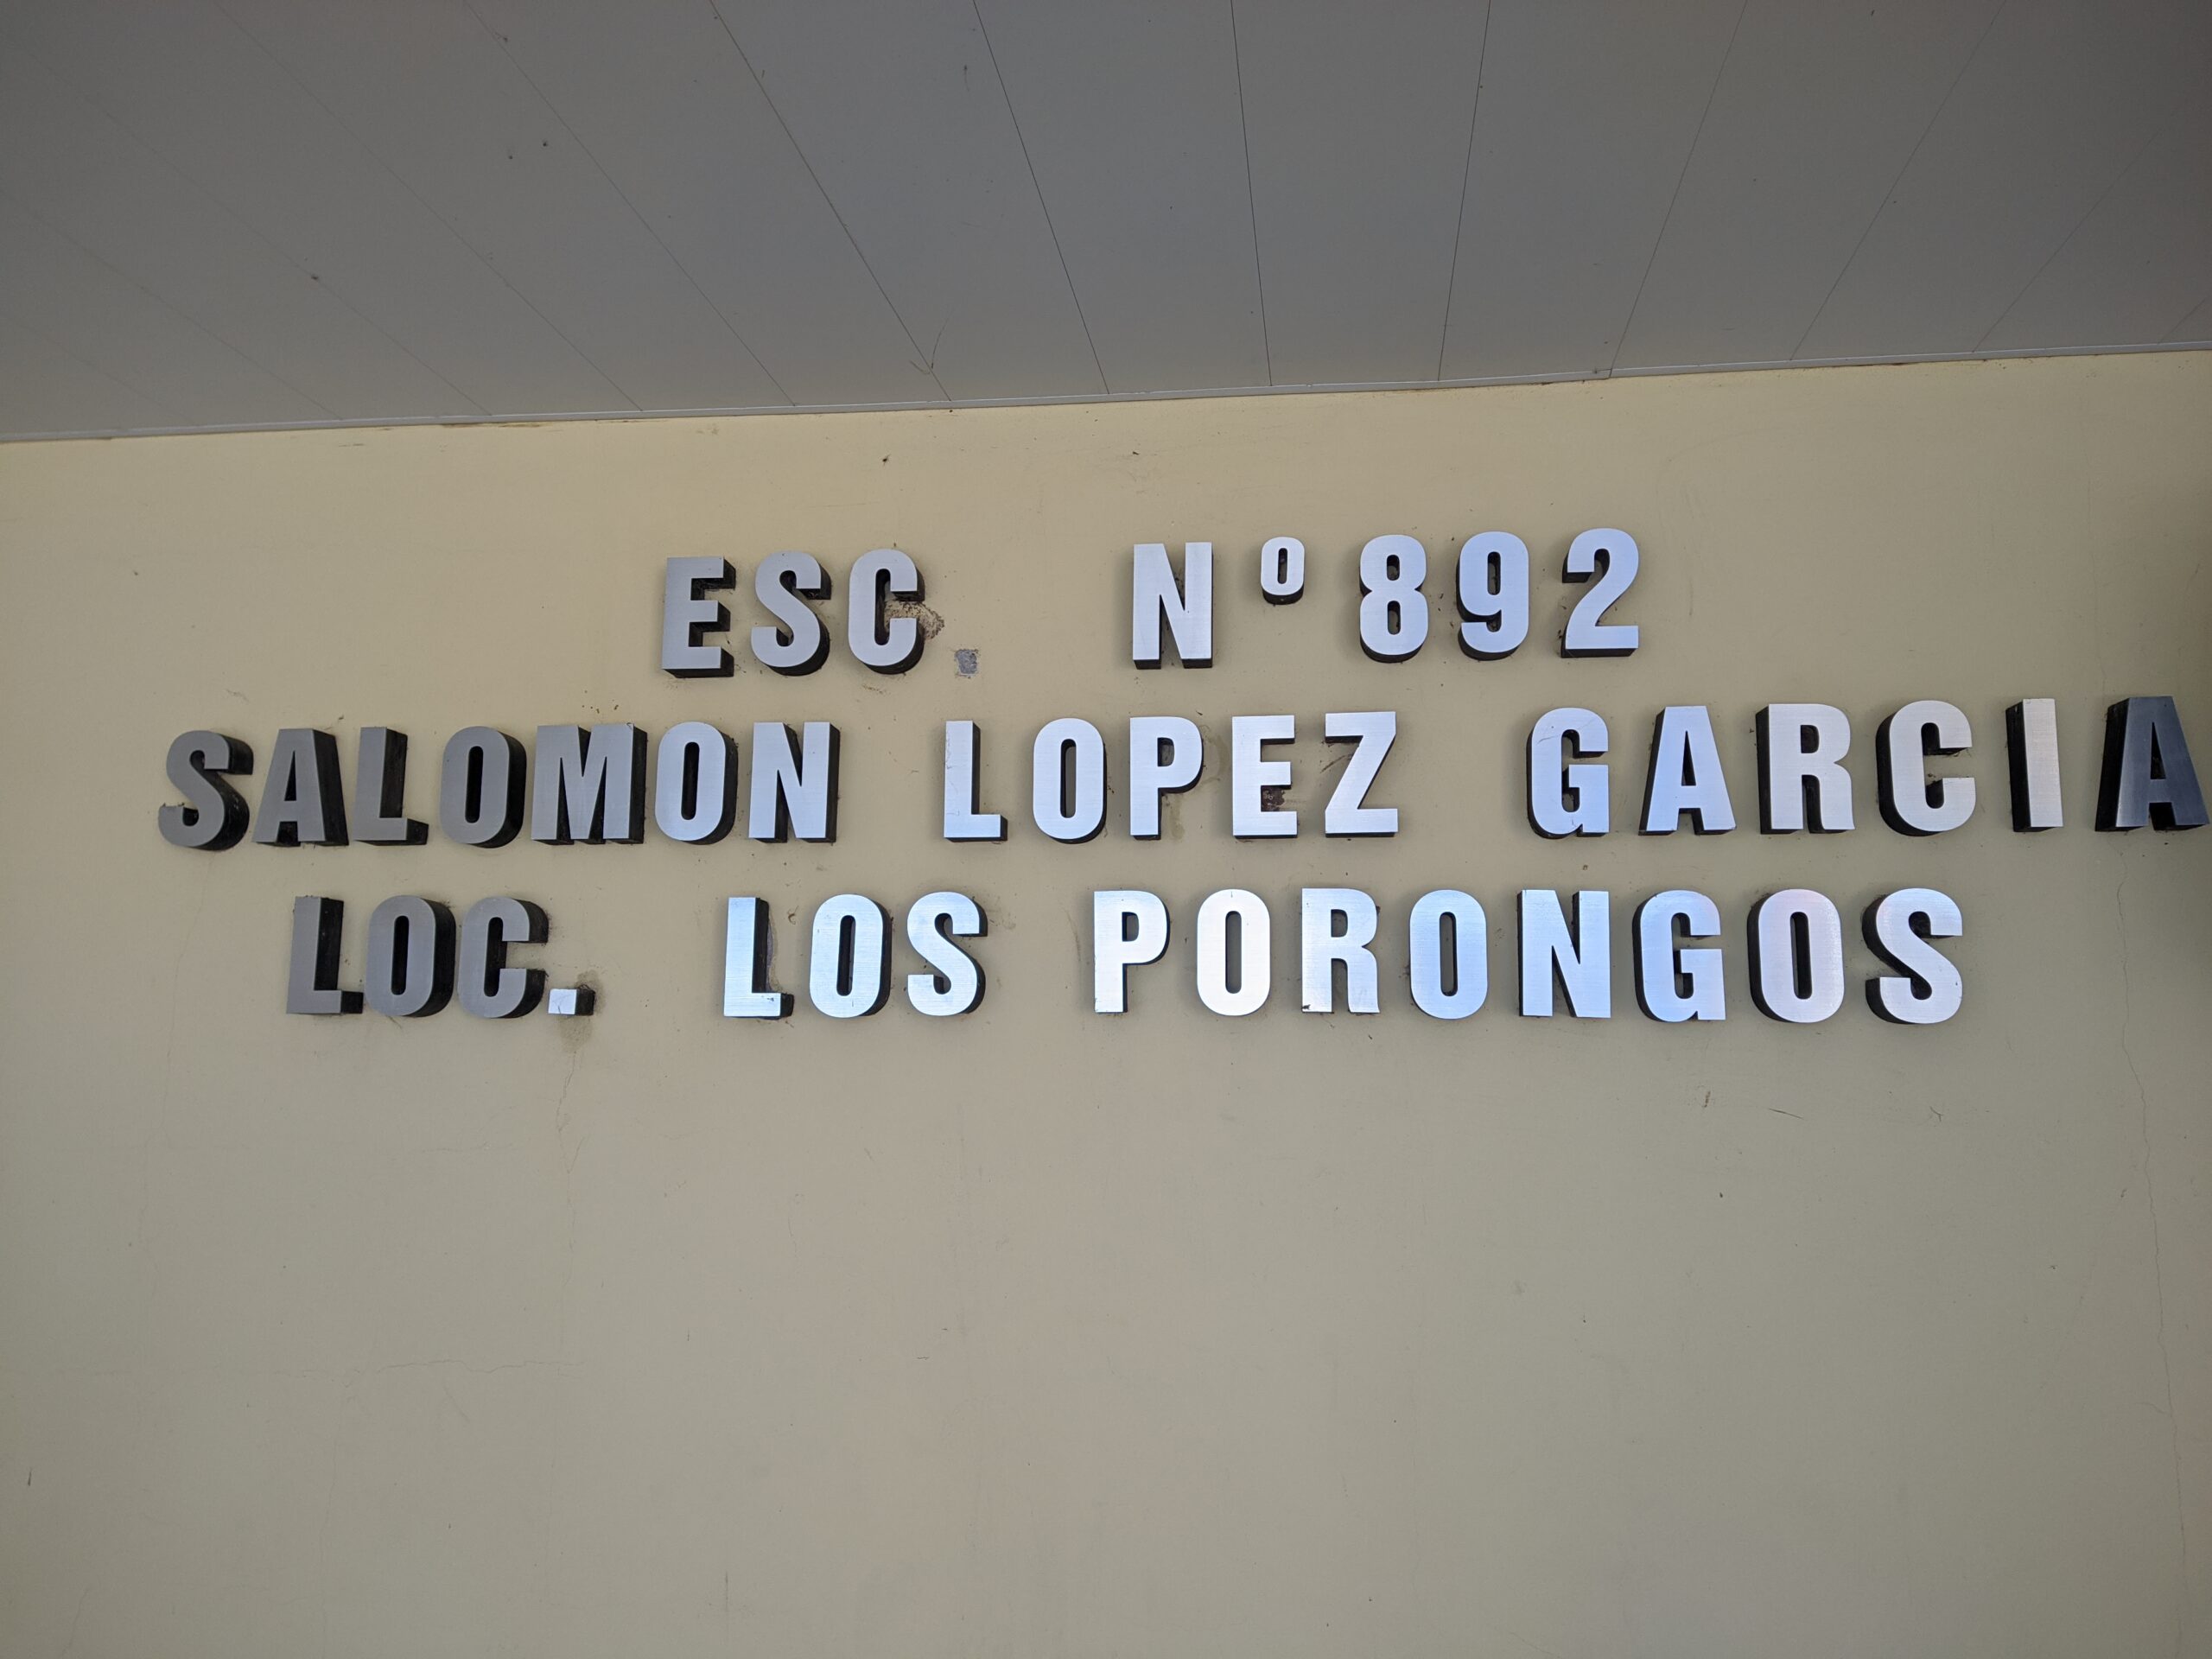 ESC. Nº892
SALOMON LOPEZ GARCIA
LOC. LOS PORONGOS